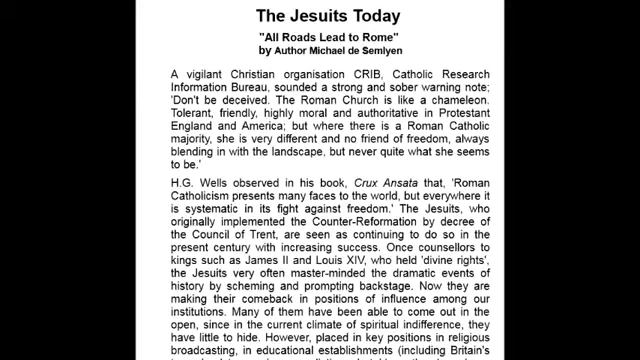 The Jesuits Today
"All Roads Lead to Rome"
by Author Michael de Semlyen
A vigilant Christian organisation CRIB, Catholic Research
Information Bureau, sounded a strong and sober warning note;
'Don't be deceived. The Roman Church is like a chameleon.
Tolerant, friendly, highly moral and authoritative in Protestant
England and America; but where there is a Roman Catholic
majority, she is very different and no friend of freedom, always
blending in with the landscape, but never quite what she seems
to be.'
H.G. Wells observed in his book, Crux Ansata that, 'Roman
Catholicism presents many faces to the world, but everywhere it
is systematic in its fight against freedom.' The Jesuits, who
originally implemented the Counter-Reformation by decree of
the Council of Trent, are seen as continuing to do so in the
present century with increasing success. Once counsellors to
kings such as James II and Louis XIV, who held 'divine rights',
the Jesuits very often master-minded the dramatic events of
history by scheming and prompting backstage. Now they are
making their comeback in positions of influence among our
institutions. Many of them have been able to come out in the
open, since in the current climate of spiritual indifference, they
have little to hide. However, placed in key positions in religious
broadcasting, in educational establishments (including Britain's